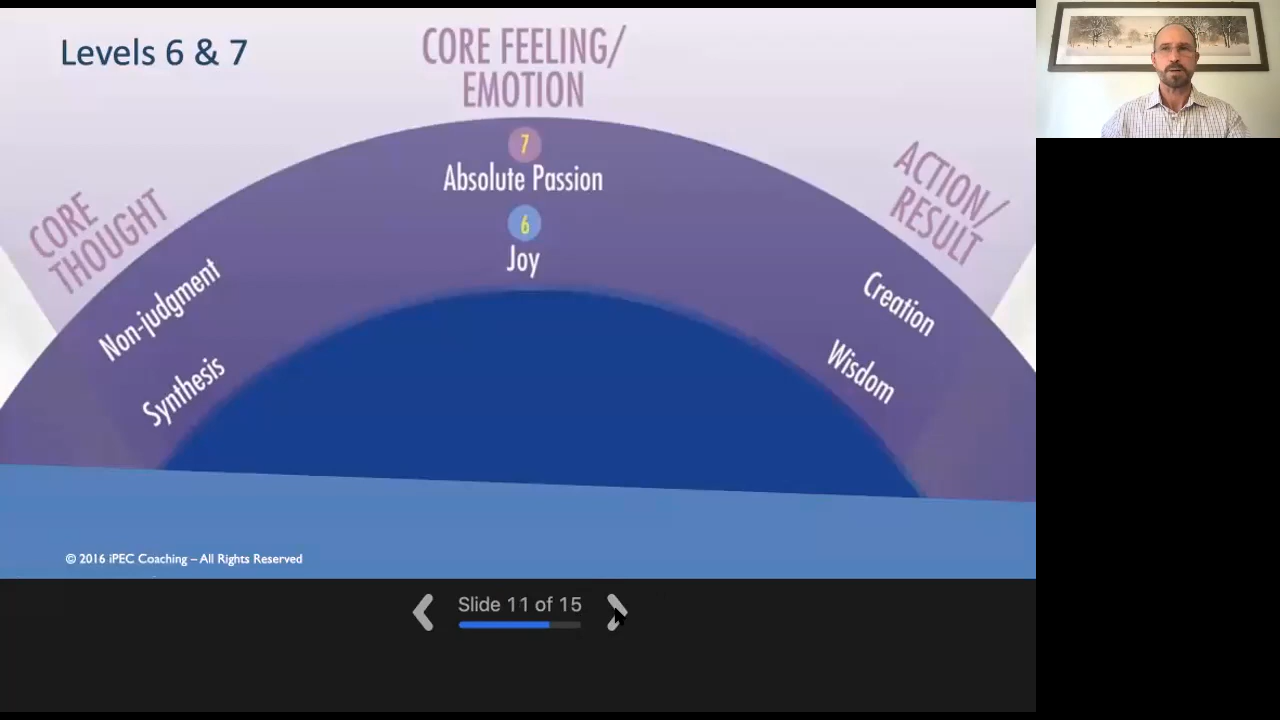 Levels 6 & 7
CORE FEELING/
EMOTION
CORE
THOUGHT
ACTION/
RESULT
7
Absolute Passion
6
Joy
Non-judgment
Synthesis
Creation
Wisdom
© 2016 iPEC Coaching – All Rights Reserved
Slide 11 of 15